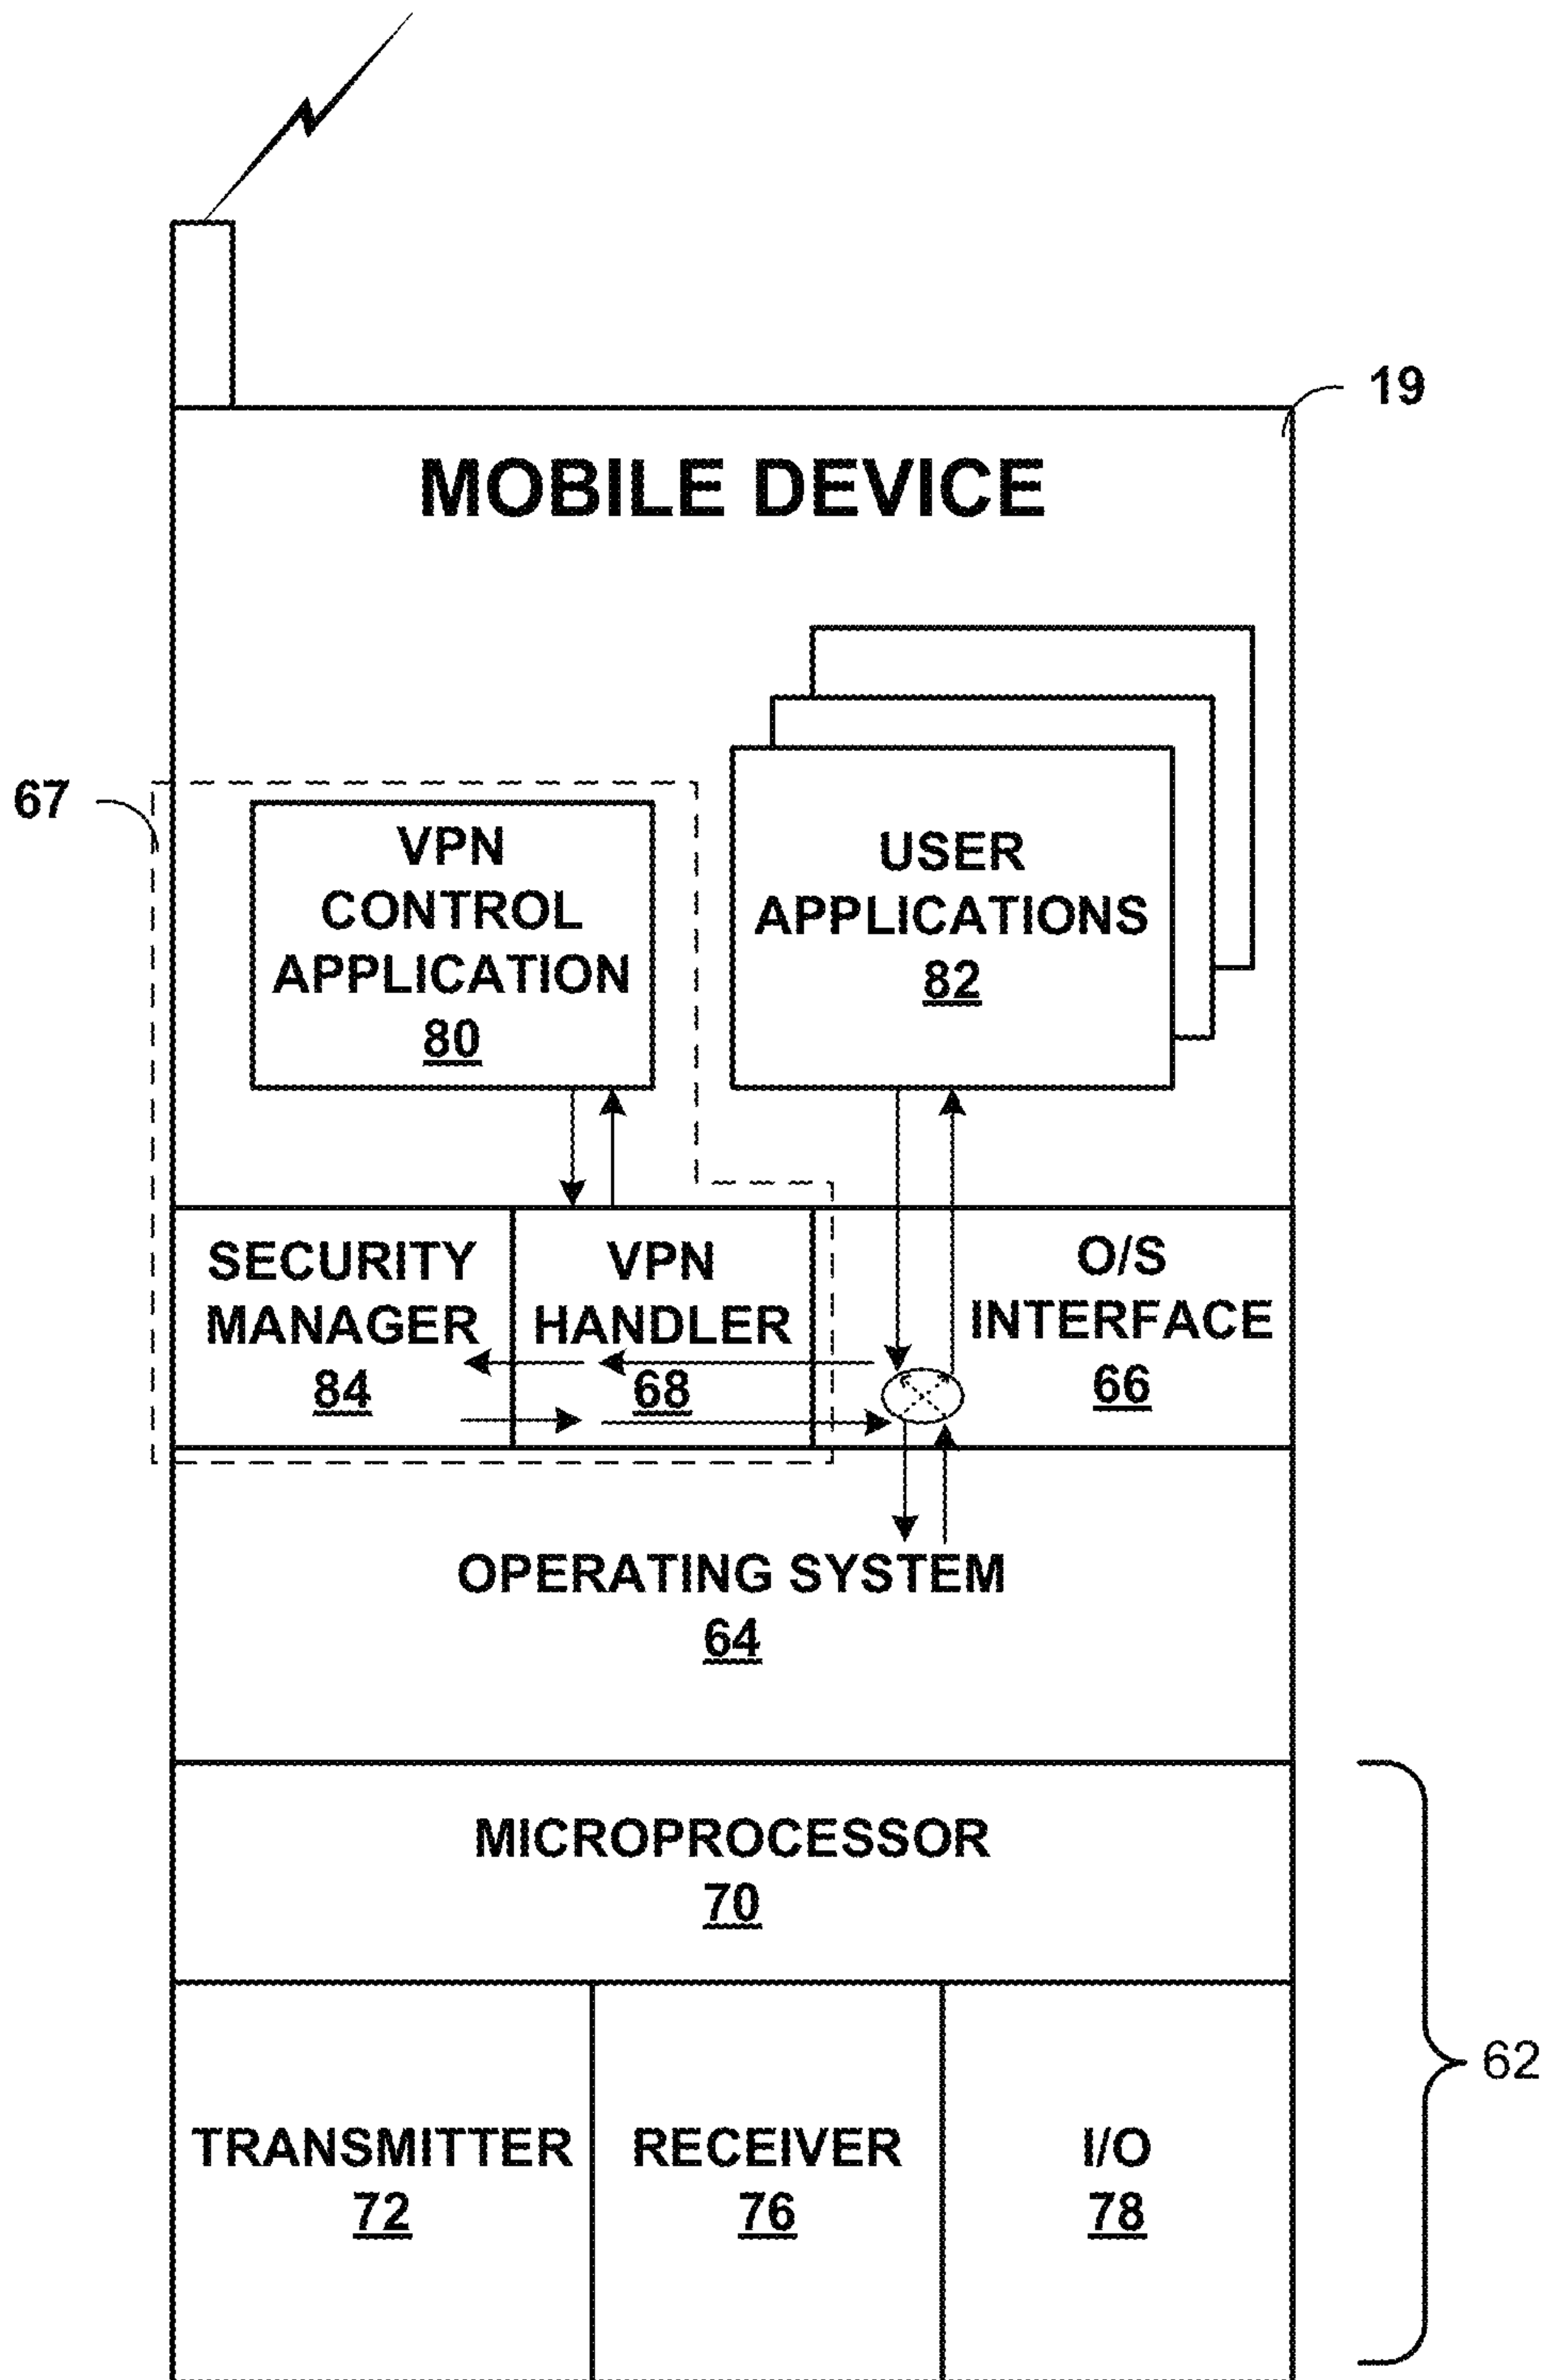 19
MOBILE DEVICE
67
VPN
CONTROL
APPLICATION
80
USER
APPLICATIONS
82
SECURITY
MANAGER
84
VPN
HANDLER
68
O/S
INTERFACE
66
OPERATING SYSTEM
64
MICROPROCESSOR
70
62
TRANSMITTER
72
RECEIVER
76
I/O
78